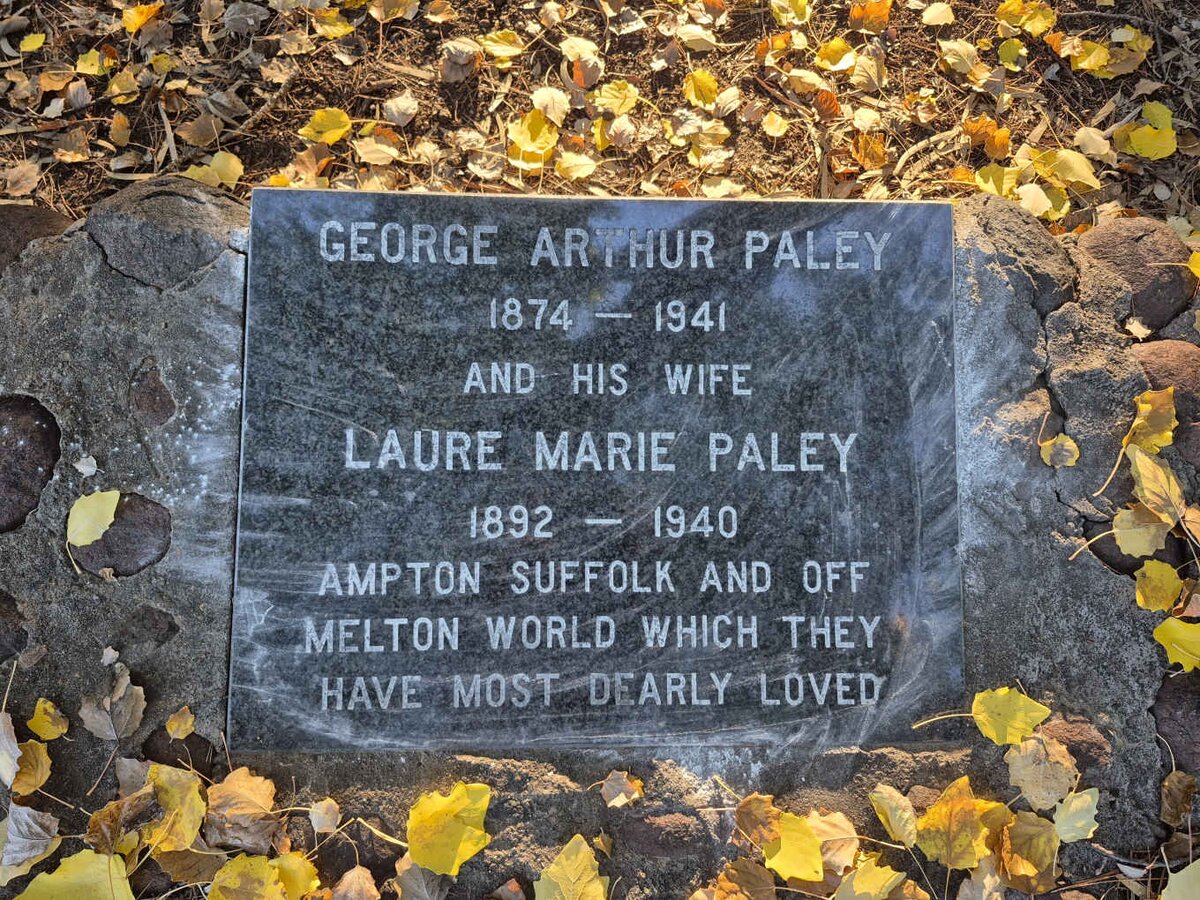 GEORGE ARTHUR PALEY
1874 — 1941
AND HIS WIFE
LAURE MARIE PALEY
1892 — 1940
AMPTON SUFFOLK AND OFF
MELTON WORLD WHICH THEY
HAVE MOST DEARLY LOVED